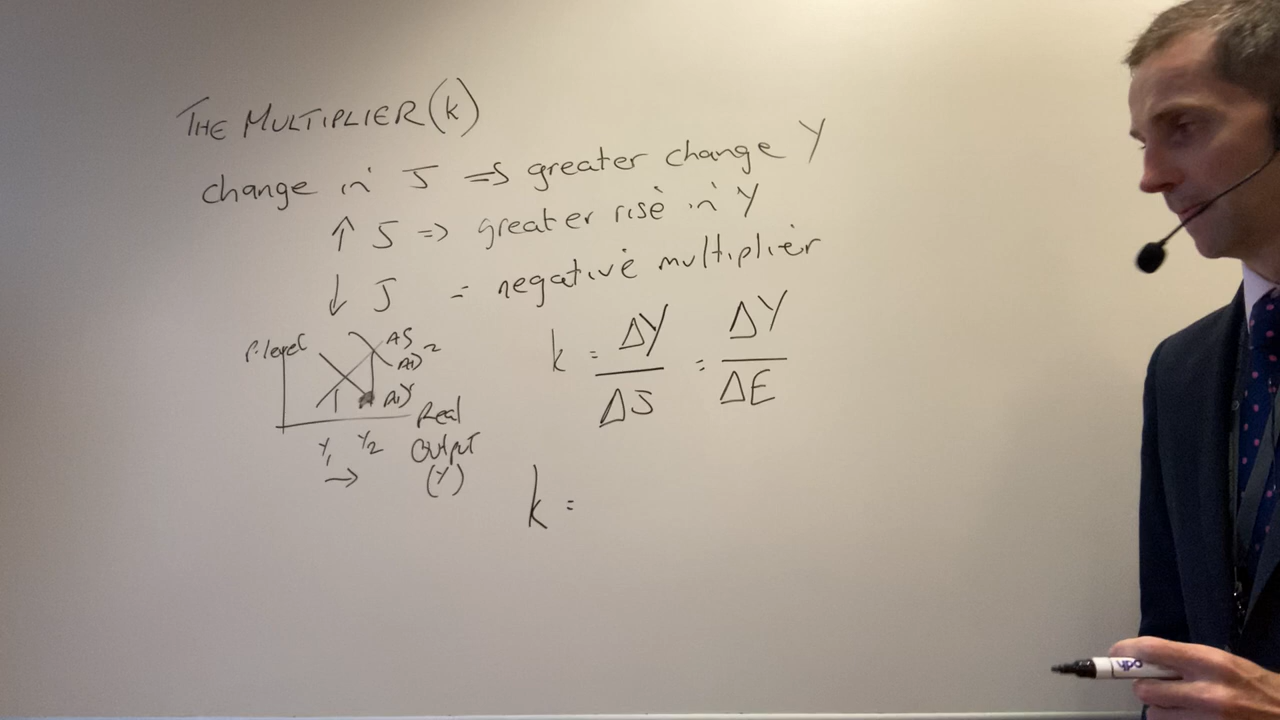 THE MULTIPLIER (k)
change in J => greater change Y
↑ J => greater rise in Y
↓ J = negative multiplier
P.level
AS
AD2
AD1
Real
Output
(Y)
Y1 Y2
→
k = ΔY/ΔJ = ΔY/ΔE
k =